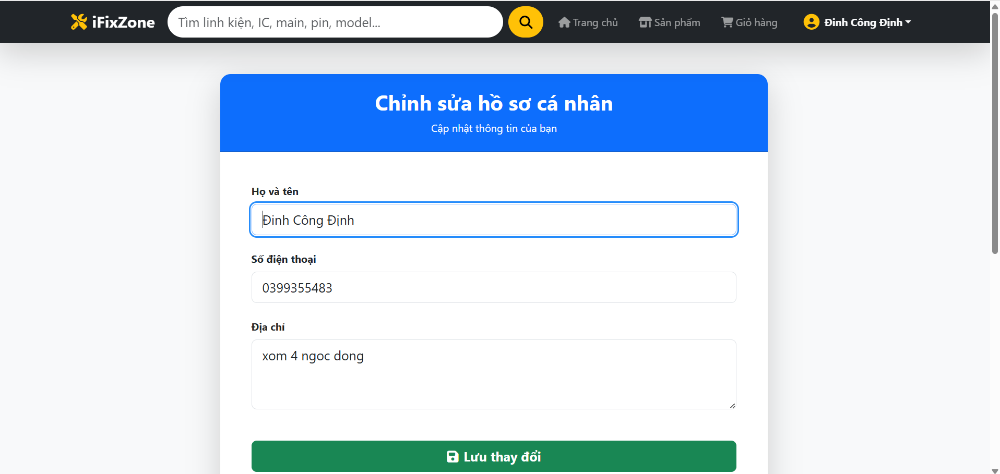 iFixZone
Tìm linh kiện, IC, main, pin, model...
Trang chủ
Sản phẩm
Giỏ hàng
Đinh Công Định
Chỉnh sửa hồ sơ cá nhân
Cập nhật thông tin của bạn
Họ và tên
Đinh Công Định
Số điện thoại
0399355483
Địa chỉ
xom 4 ngoc dong
Lưu thay đổi